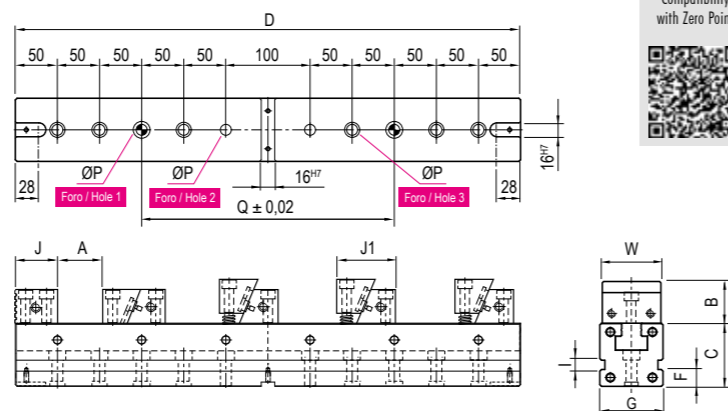 Compatibility
with Zero Poin
D
50 50 50 50 50 100 50 50 50 50 50
ØP ØP ØP
Foro / Hole 1 Foro / Hole 2 Foro / Hole 3
28 16H7 28
16H7
Q ± 0,02
J A J1 W
B
C
I F
G